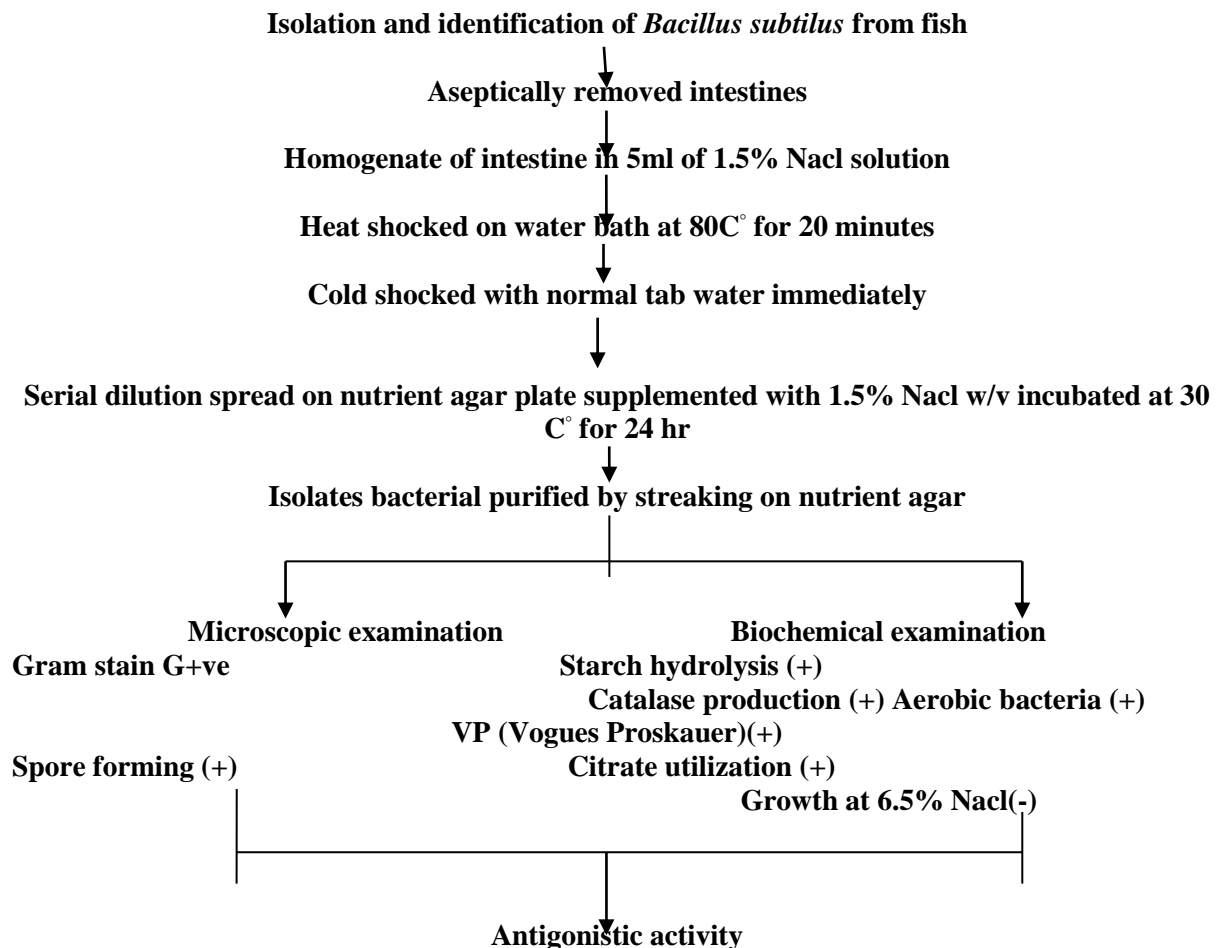 Isolation and identification of Bacillus subtilus from fish
Aseptically removed intestines
Homogenate of intestine in 5ml of 1.5% Nacl solution
Heat shocked on water bath at 80C° for 20 minutes
Cold shocked with normal tab water immediately
Serial dilution spread on nutrient agar plate supplemented with 1.5% Nacl w/v incubated at 30
C° for 24 hr
Isolates bacterial purified by streaking on nutrient agar
Microscopic examination Biochemical examination
Gram stain G+ve Starch hydrolysis (+)
Catalase production (+) Aerobic bacteria (+)
VP (Vogues Proskauer)(+)
Spore forming (+) Citrate utilization (+)
Growth at 6.5% Nacl(-)
Antigonistic activity